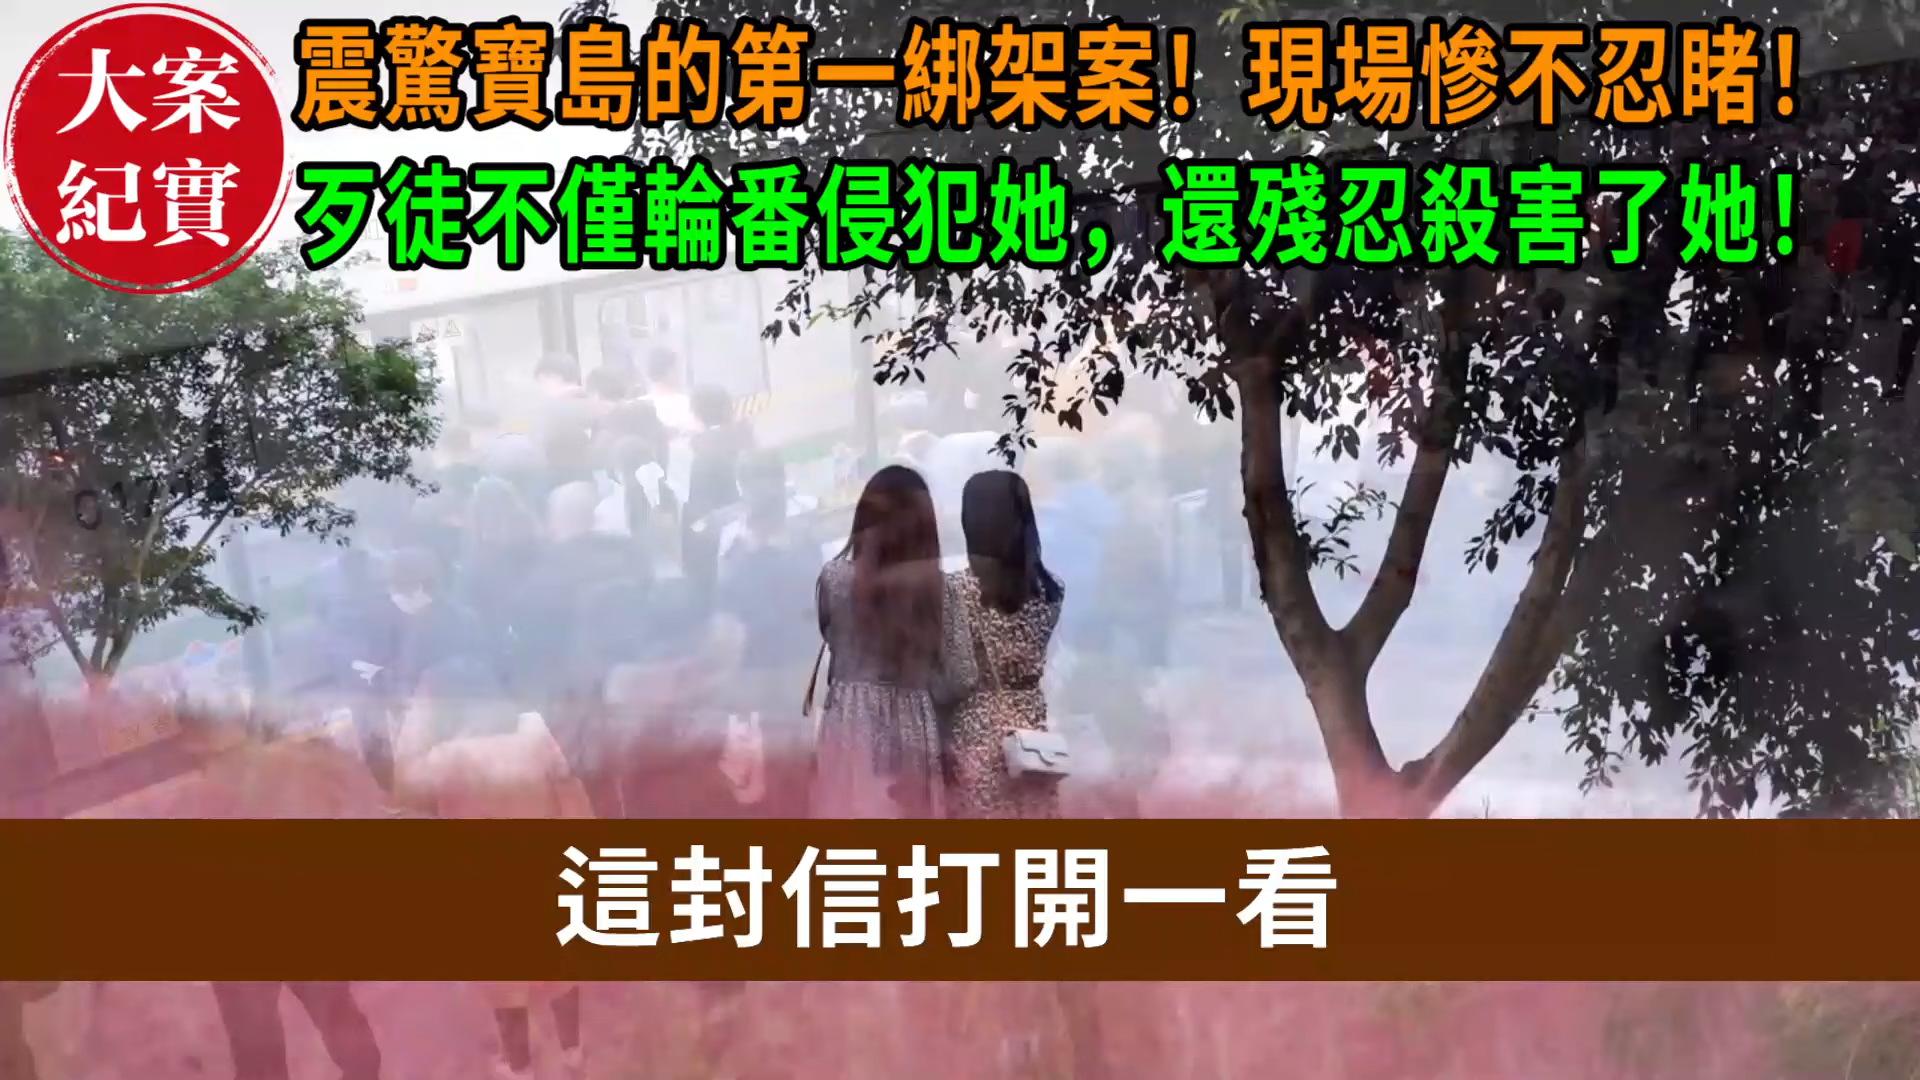 大案
紀實
震驚寶島的第一綁架案！現場慘不忍睹！
歹徒不僅輪番侵犯她，還殘忍殺害了她！
這封信打開一看